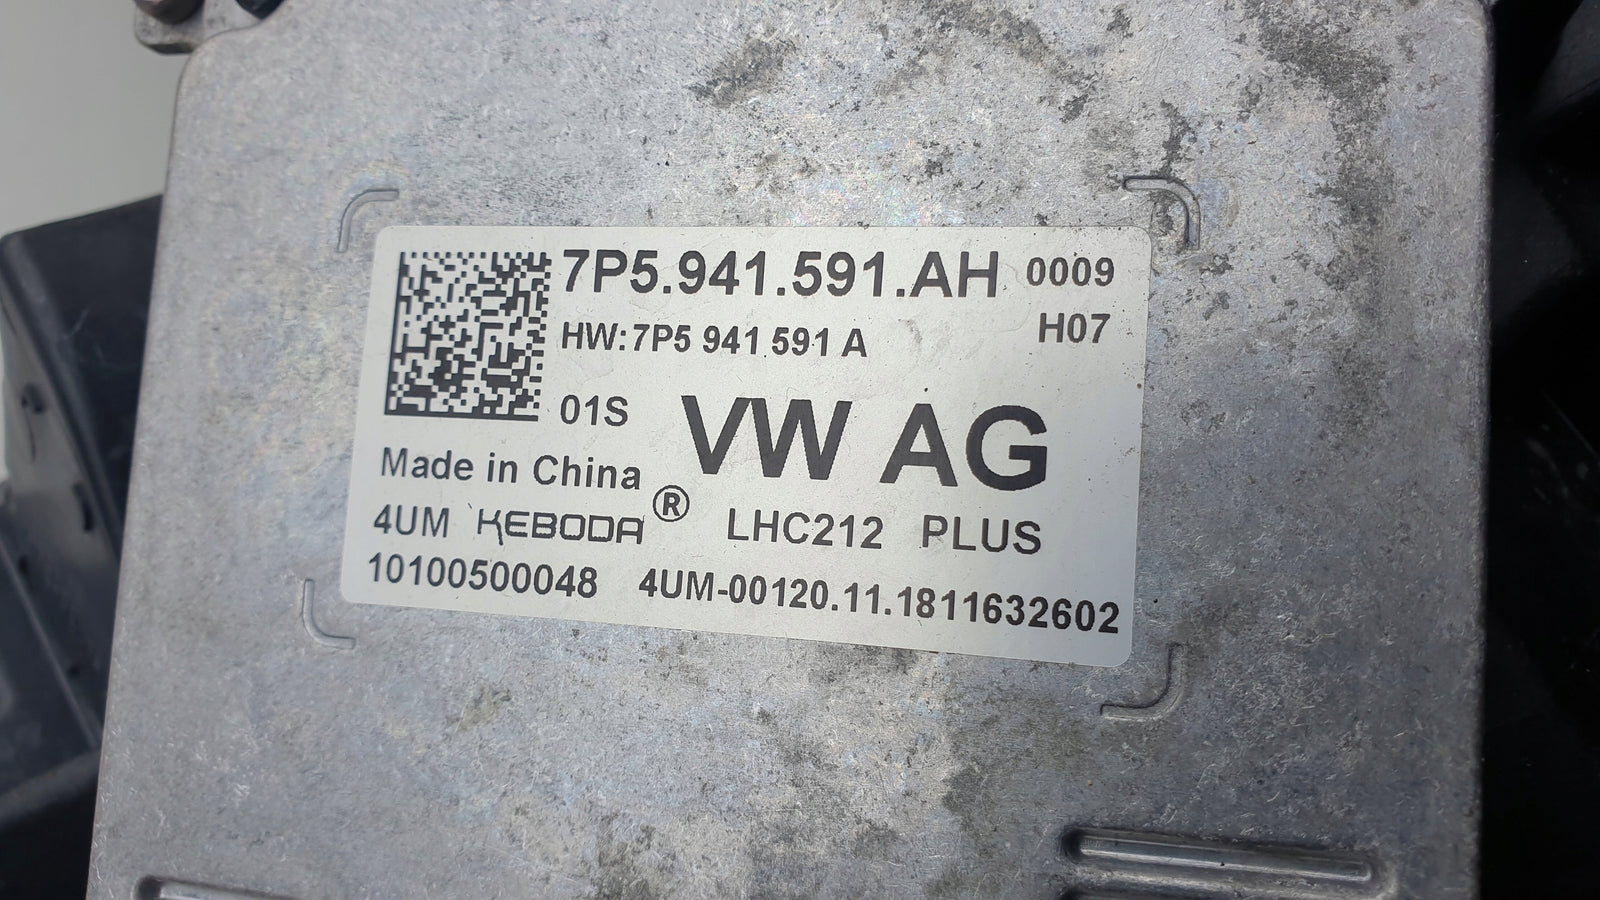 7P5.941.591.AH 0009
HW:7P5 941 591 A H07
01S VW AG
Made in China
4UM KEBODA® LHC212 PLUS
10100500048 4UM-00120.11.1811632602